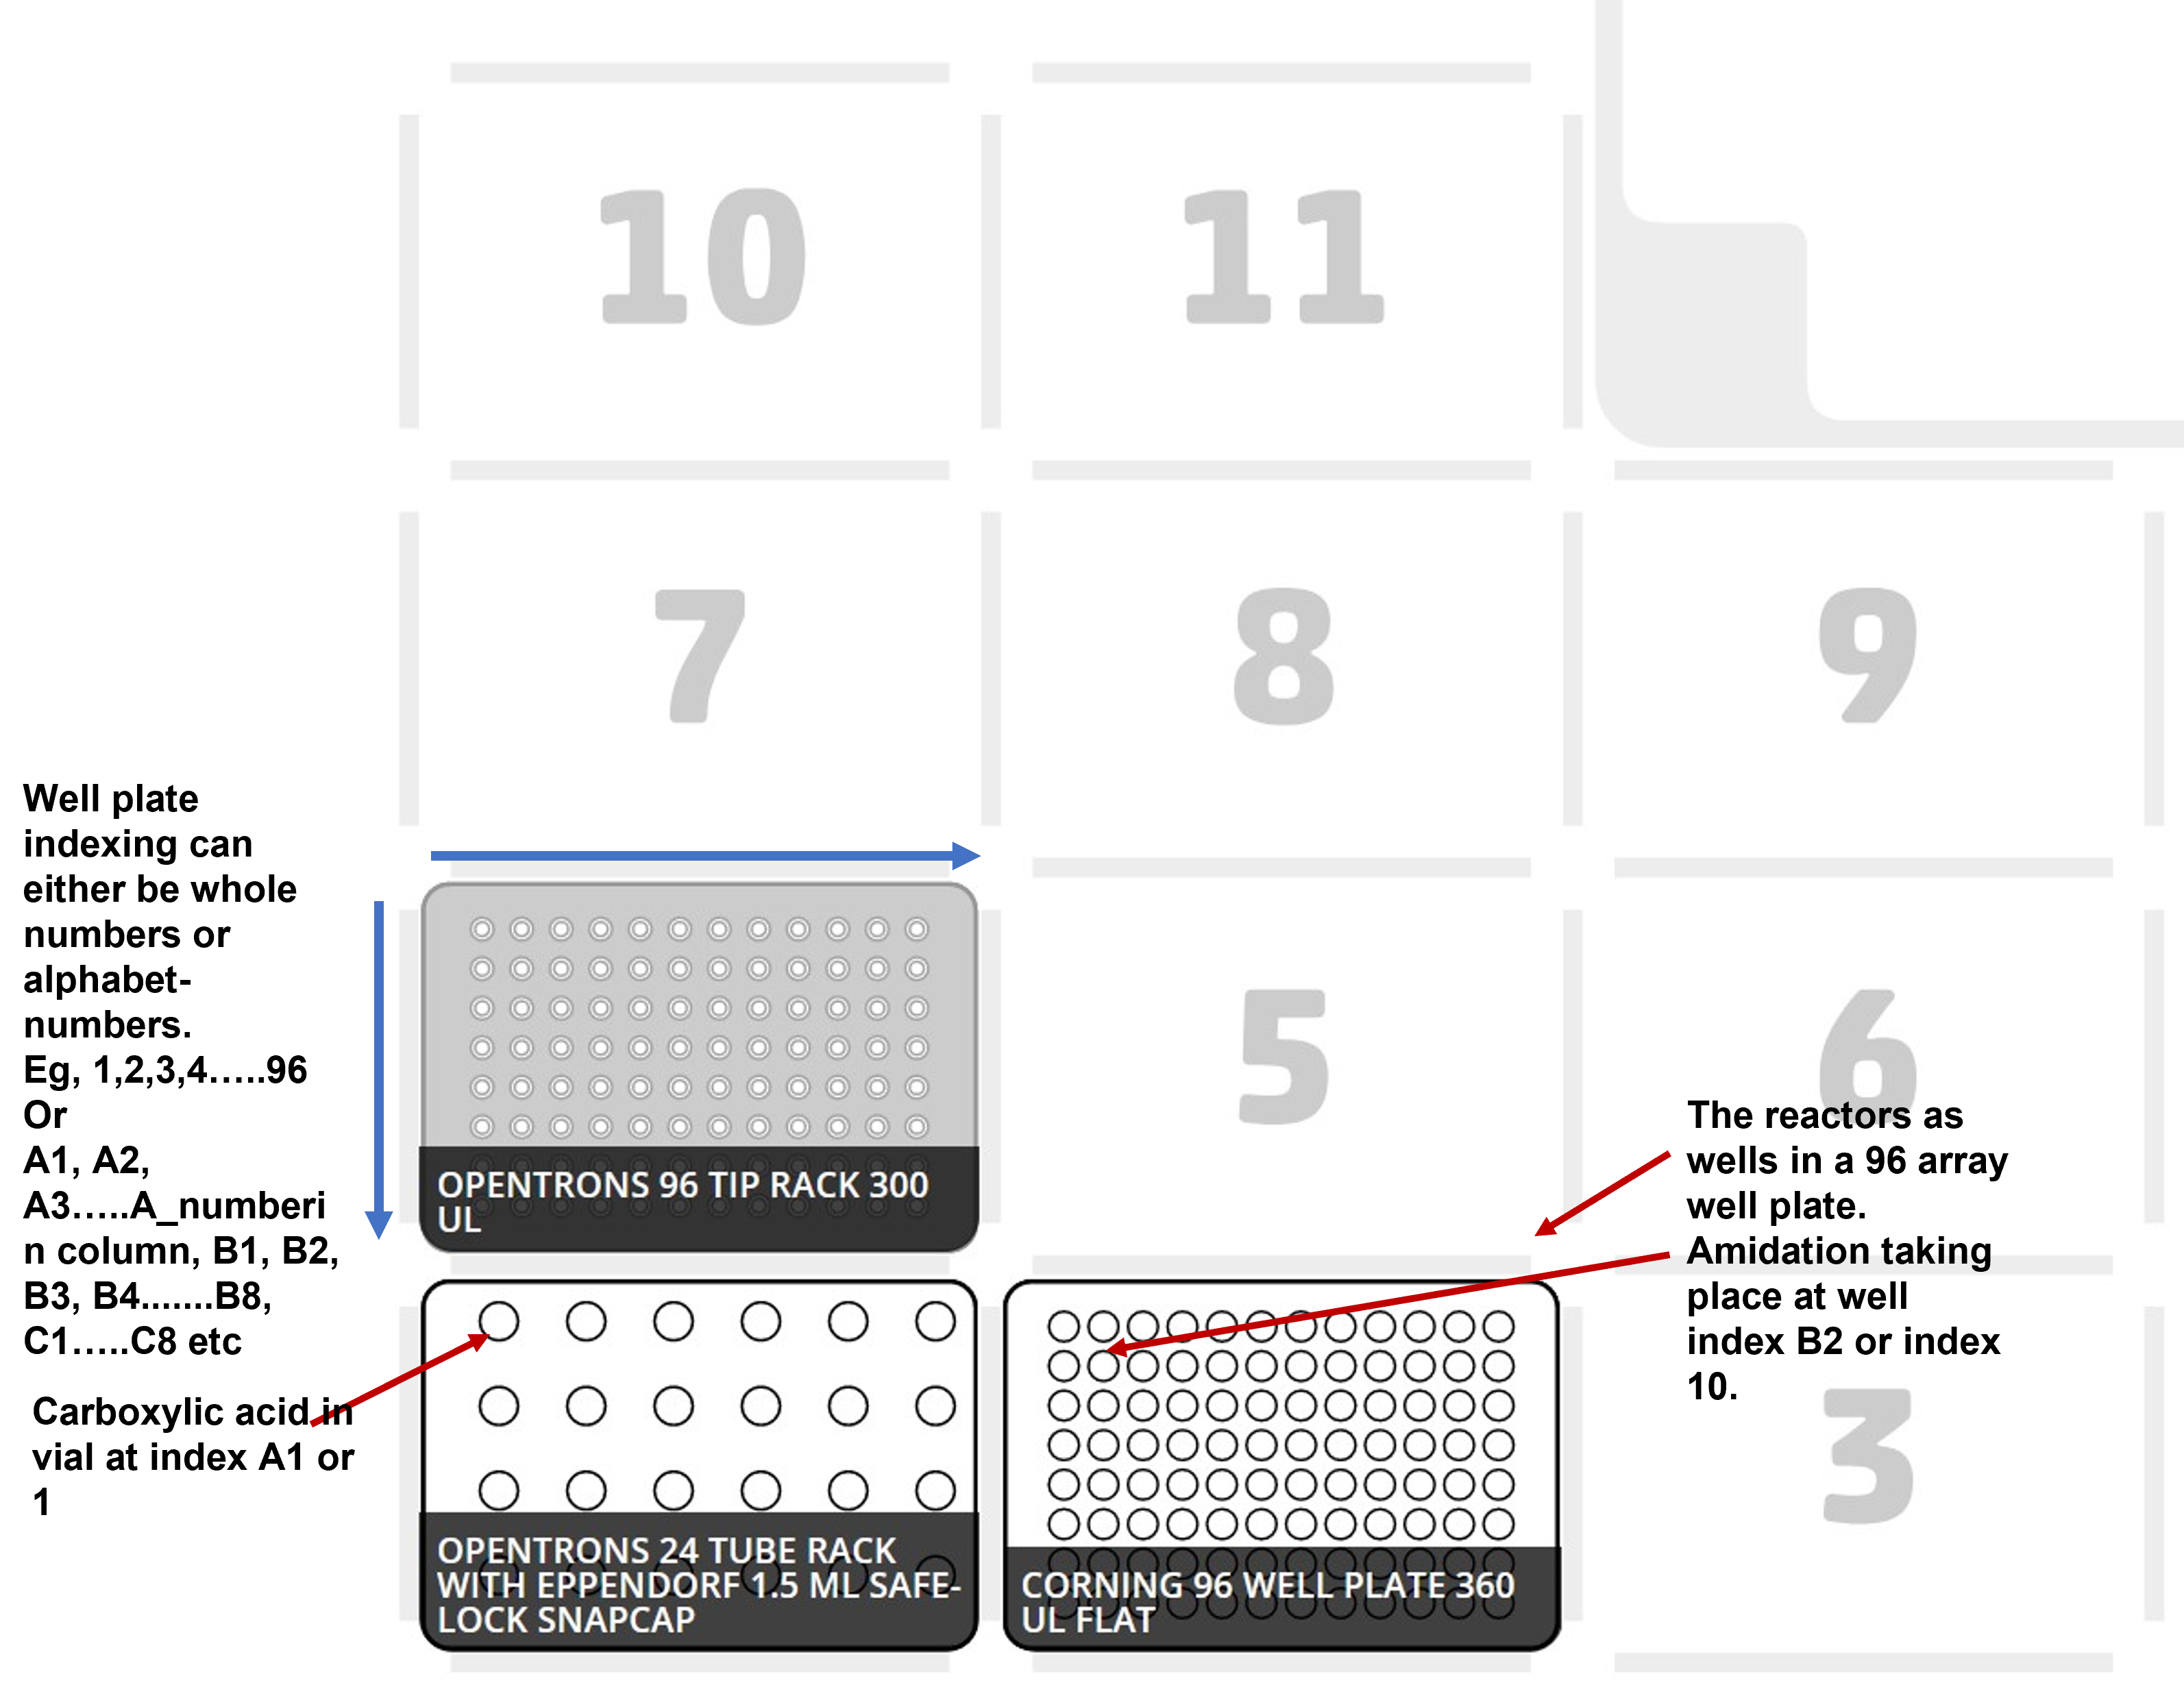 10
11
7
8
9
Well plate
indexing can
either be whole
numbers or
alphabet-
numbers.
Eg, 1,2,3,4…..96
Or
A1, A2,
A3…..A_numberi
n column, B1, B2,
B3, B4.......B8,
C1…..C8 etc
OPENTRONS 96 TIP RACK 300
UL
5
6
The reactors as
wells in a 96 array
well plate.
Amidation taking
place at well
index B2 or index
10.
Carboxylic acid in
vial at index A1 or
1
OPENTRONS 24 TUBE RACK
WITH EPPENDORF 1.5 ML SAFE-
LOCK SNAPCAP
CORNING 96 WELL PLATE 360
UL FLAT
3